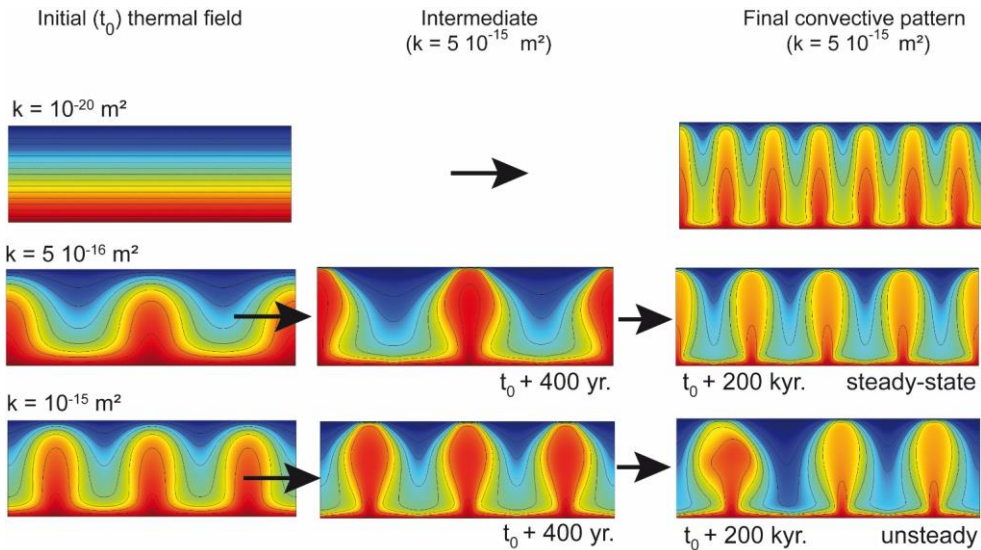 Initial (t₀) thermal field
Intermediate
(k = 5 10⁻¹⁵ m²)
Final convective pattern
(k = 5 10⁻¹⁵ m²)
k = 10⁻²⁰ m²
k = 5 10⁻¹⁶ m²
t₀ + 400 yr.
t₀ + 200 kyr.
steady-state
k = 10⁻¹⁵ m²
t₀ + 400 yr.
t₀ + 200 kyr.
unsteady